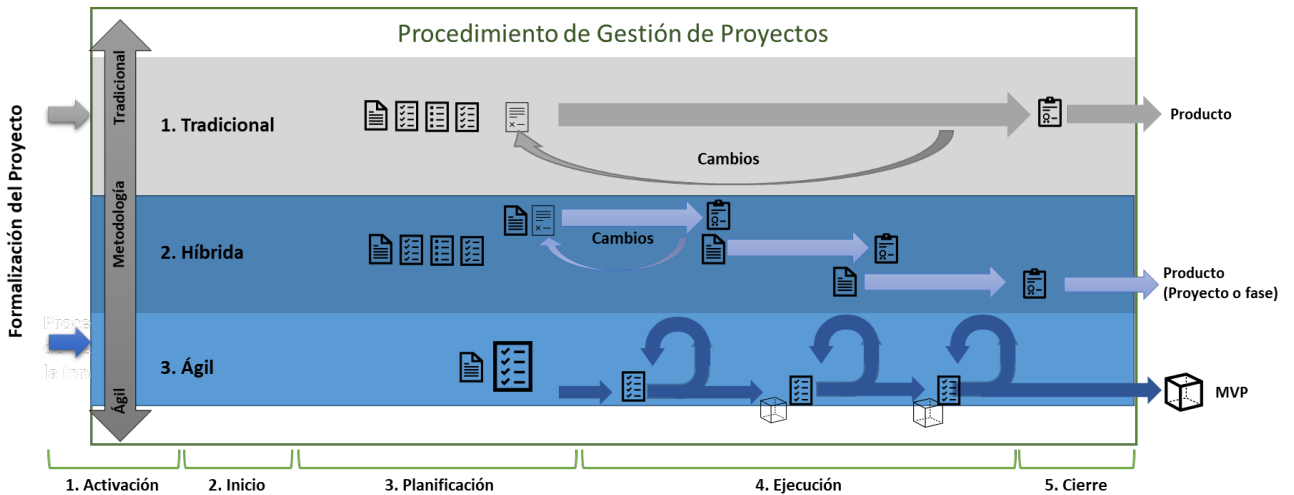 Procedimiento de Gestión de Proyectos
Formalización del Proyecto
Tradicional
Metodología
Ágil
1. Tradicional
Cambios
Producto
2. Híbrida
Cambios
Producto
(Proyecto o fase)
3. Ágil
MVP
1. Activación
2. Inicio
3. Planificación
4. Ejecución
5. Cierre